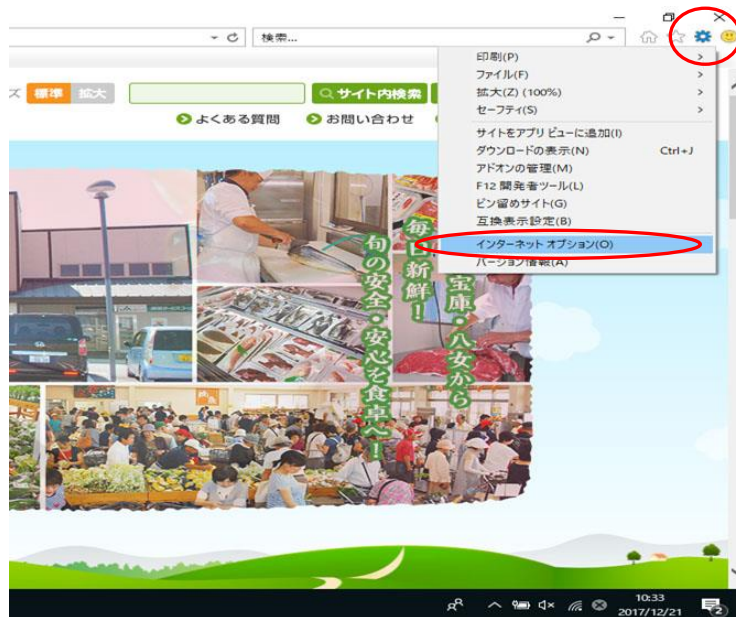 検索...
印刷(P)
ファイル(F)
拡大(Z) (100%)
セーフティ(S)
サイトをアプリ ビューに追加(I)
ダウンロードの表示(N) Ctrl+J
アドオンの管理(M)
F12 開発者ツール(L)
ピン留めサイト(G)
互換表示設定(B)
インターネット オプション(O)
バージョン情報(A)
ズ 標準 拡大 サイト内検索
よくある質問 お問い合わせ
毎日新鮮!
宝庫・八女から
旬の安全・安心を食卓へ!
10:33
2017/12/21
2